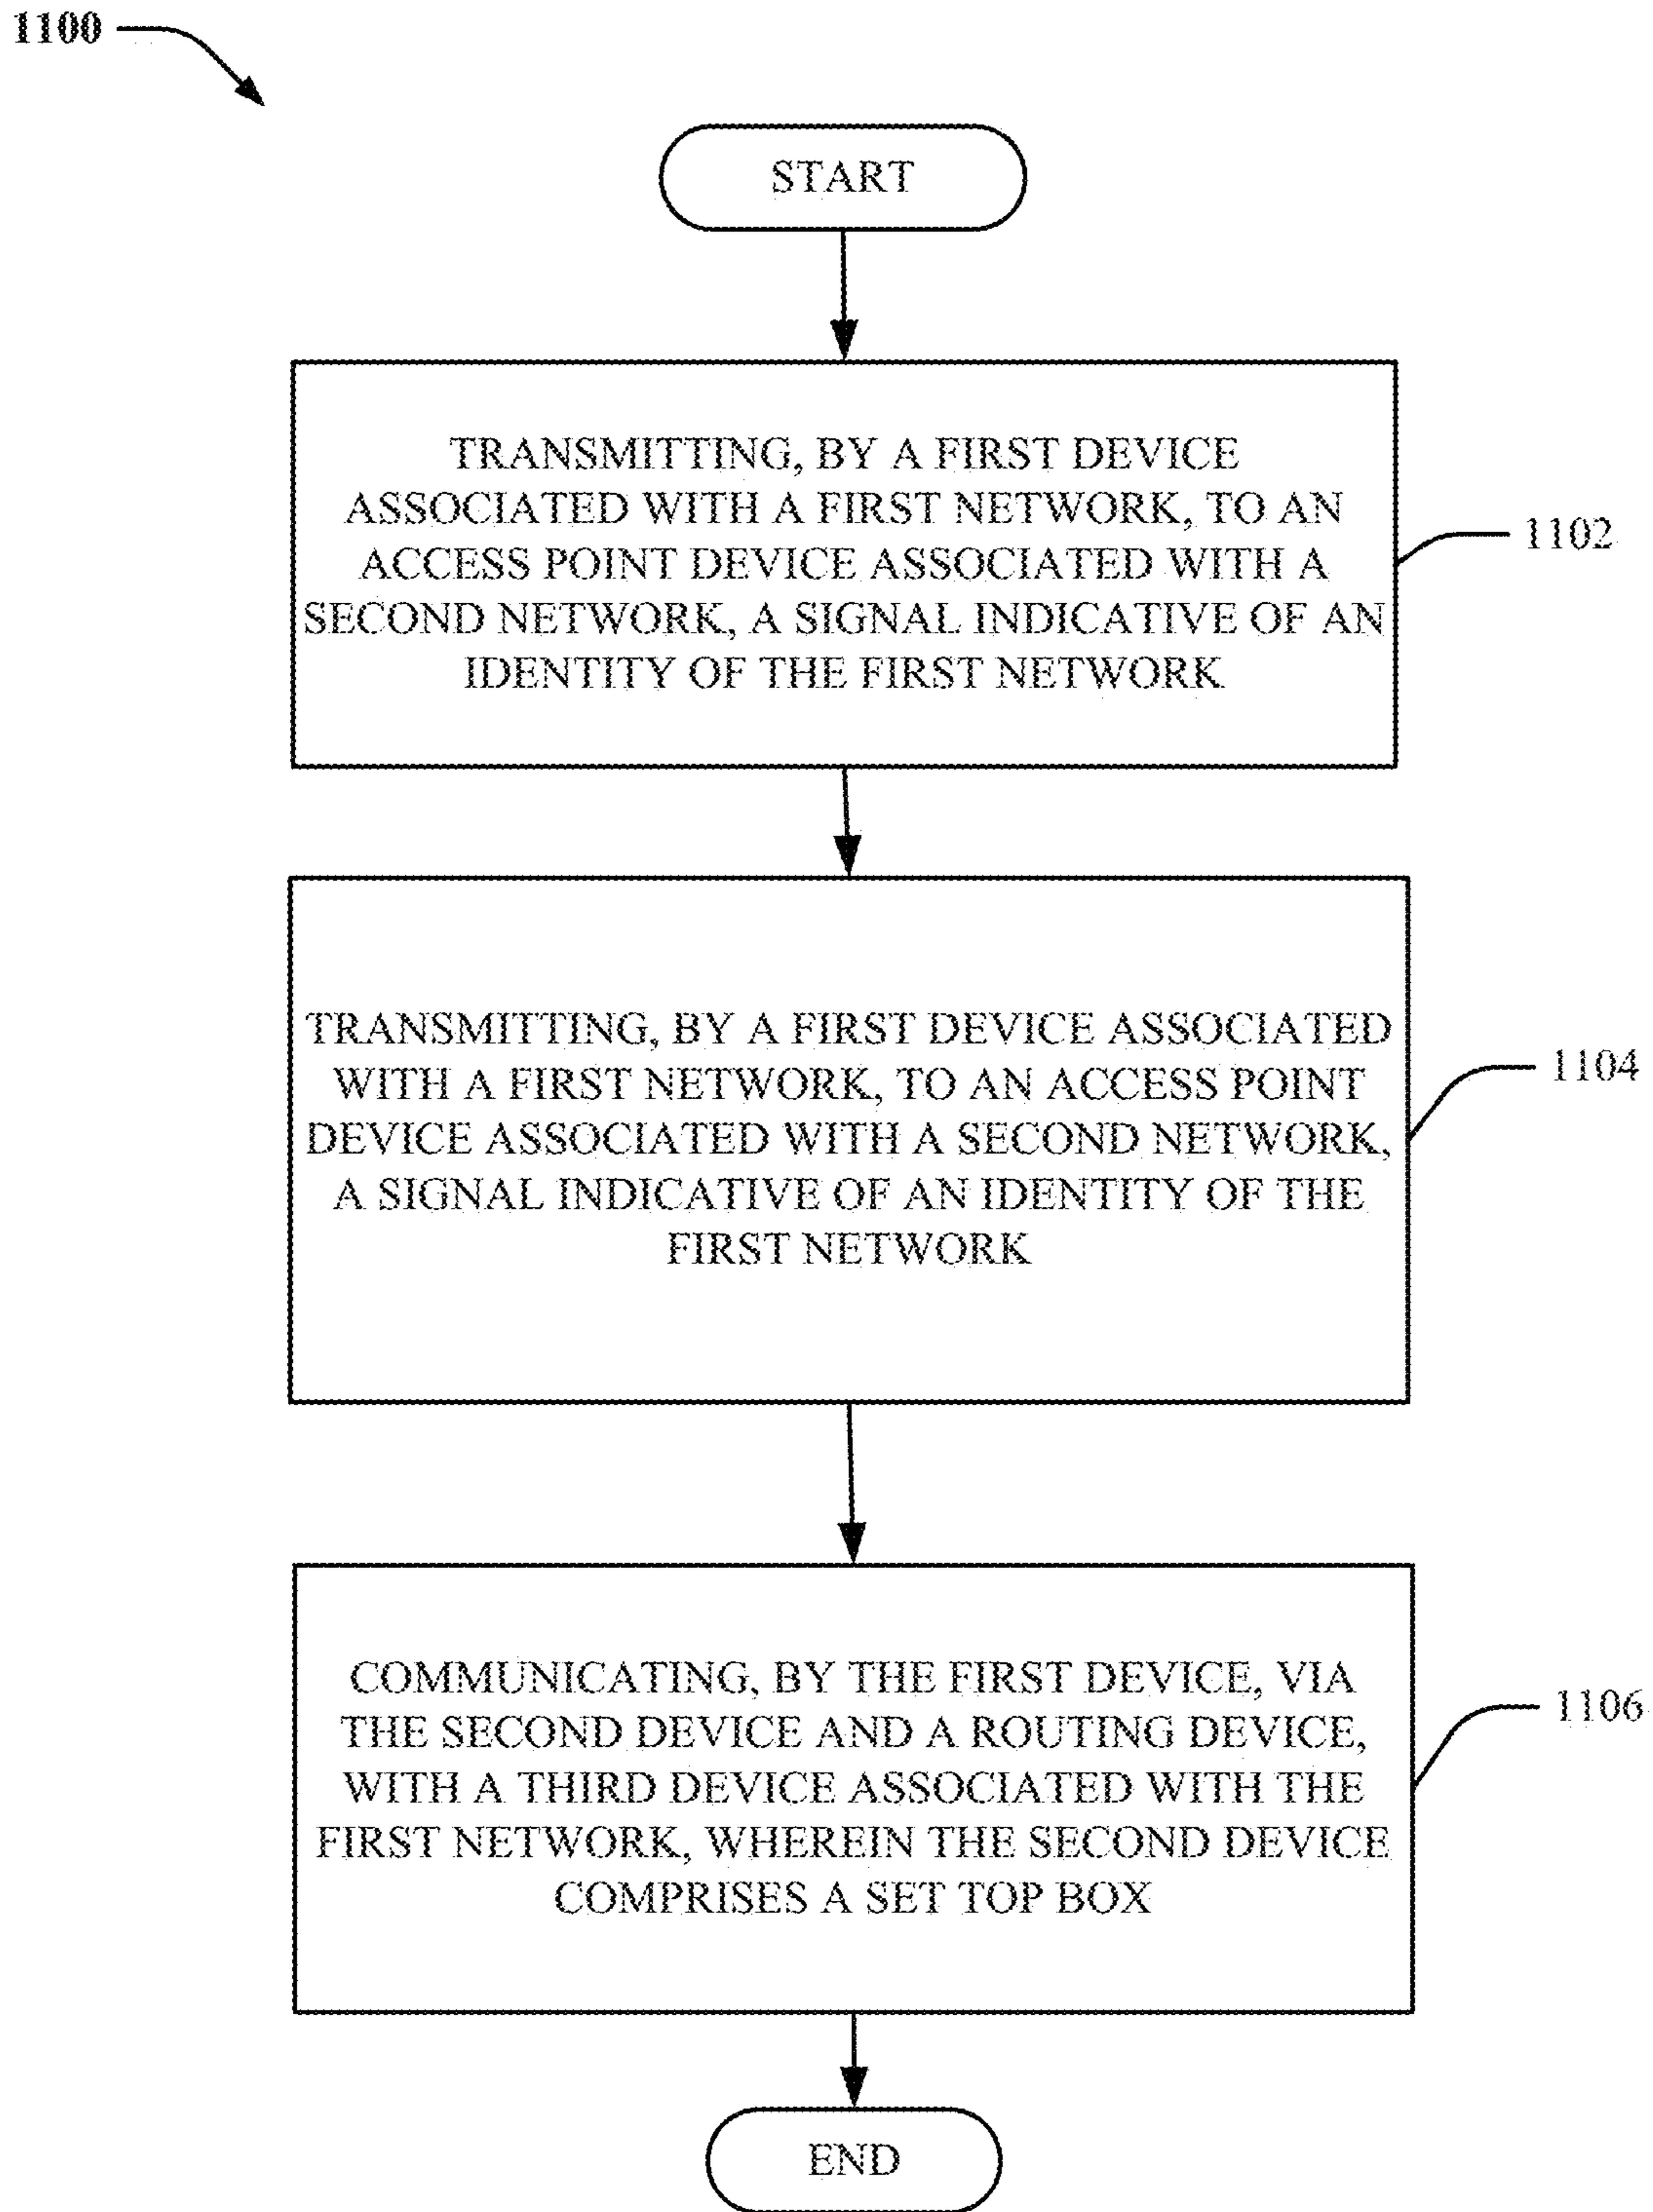 1100
START
TRANSMITTING, BY A FIRST DEVICE
ASSOCIATED WITH A FIRST NETWORK, TO AN
ACCESS POINT DEVICE ASSOCIATED WITH A
SECOND NETWORK, A SIGNAL INDICATIVE OF AN
IDENTITY OF THE FIRST NETWORK
1102
TRANSMITTING, BY A FIRST DEVICE ASSOCIATED
WITH A FIRST NETWORK, TO AN ACCESS POINT
DEVICE ASSOCIATED WITH A SECOND NETWORK,
A SIGNAL INDICATIVE OF AN IDENTITY OF THE
FIRST NETWORK
1104
COMMUNICATING, BY THE FIRST DEVICE, VIA
THE SECOND DEVICE AND A ROUTING DEVICE,
WITH A THIRD DEVICE ASSOCIATED WITH THE
FIRST NETWORK, WHEREIN THE SECOND DEVICE
COMPRISES A SET TOP BOX
1106
END